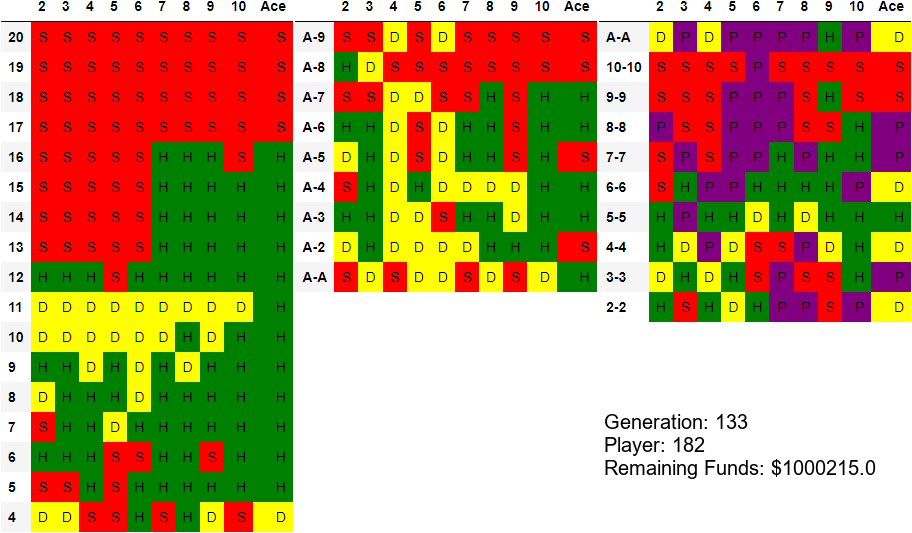 2 3 4 5 6 7 8 9 10 Ace
20 S S S S S S S S S S
19 S S S S S S S S S S
18 S S S S S S S S S S
17 S S S S S S S S S S
16 S S S S S H H H S H
15 S S S S S H H H H H
14 S S S S S H H H H H
13 S S S S S H H H H H
12 H H H S H H H H H H
11 D D D D D D D D D H
10 D D D D D D H D H H
9 H H D H D H D H H H
8 D H H H D H H H H H
7 S H H D H H H H H H
6 H H H S S H H S H H
5 S S H S H H H H H H
4 D D S S H S H D S D
2 3 4 5 6 7 8 9 10 Ace
A-9 S S D S D S S S S S
A-8 H D S S S S S S S S
A-7 S S D D S S H S H H
A-6 H H D S D H H S H H
A-5 D H D S D H H S H S
A-4 S H D H D D D D H H
A-3 H H D D S H H D H H
A-2 D H D D D D H H H S
A-A S D S D D S D S D H
2 3 4 5 6 7 8 9 10 Ace
A-A D P D P P P P H P D
10-10 S S S S P S S S S S
9-9 S S S P P P S H S S
8-8 P S S P P P S S H P
7-7 S P S P P H P H H P
6-6 S H P P H H H H P D
5-5 H P H H D H D H H H
4-4 H D P D S S P D H D
3-3 D H D H S P S S H P
2-2 H S H D H P P S P D
Generation: 133
Player: 182
Remaining Funds: $1000215.0